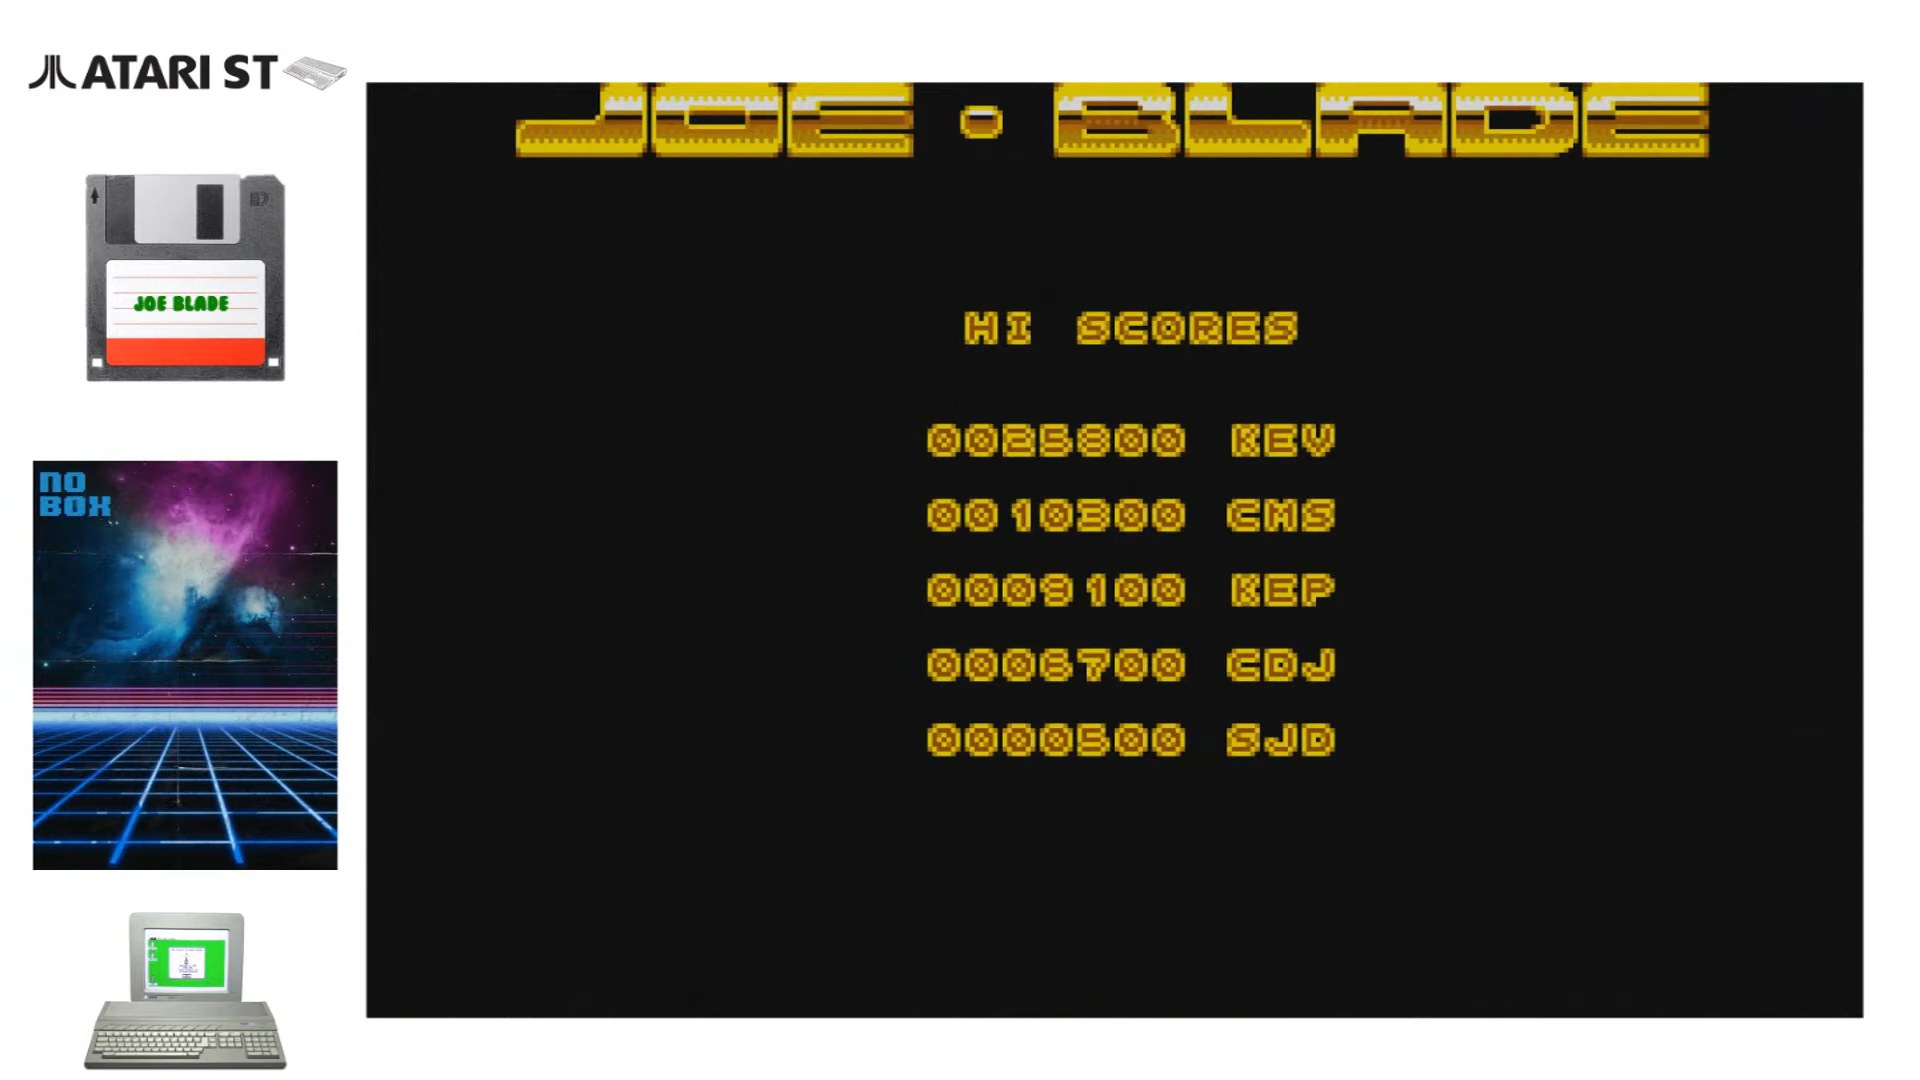 ATARI ST
JOE BLADE
NO
BOX
JOE • BLADE
HI SCORES
0025800 KEV
0010300 CMS
0009100 KEP
0006700 CDJ
0000500 SJD